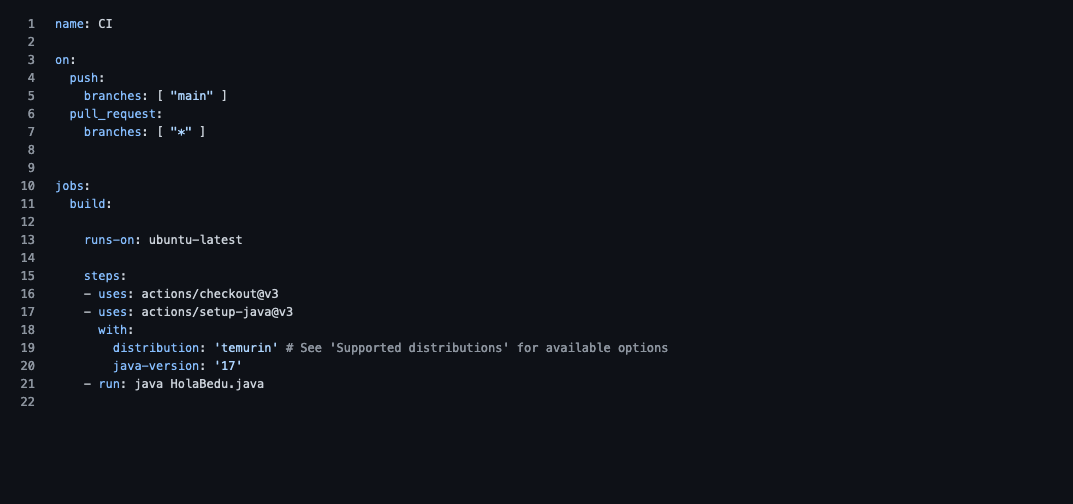 1 name: CI
2
3 on:
4   push:
5     branches: [ "main" ]
6   pull_request:
7     branches: [ "*" ]
8
9
10 jobs:
11   build:
12
13     runs-on: ubuntu-latest
14
15     steps:
16     - uses: actions/checkout@v3
17     - uses: actions/setup-java@v3
18       with:
19         distribution: 'temurin' # See 'Supported distributions' for available options
20         java-version: '17'
21     - run: java HolaBedu.java
22